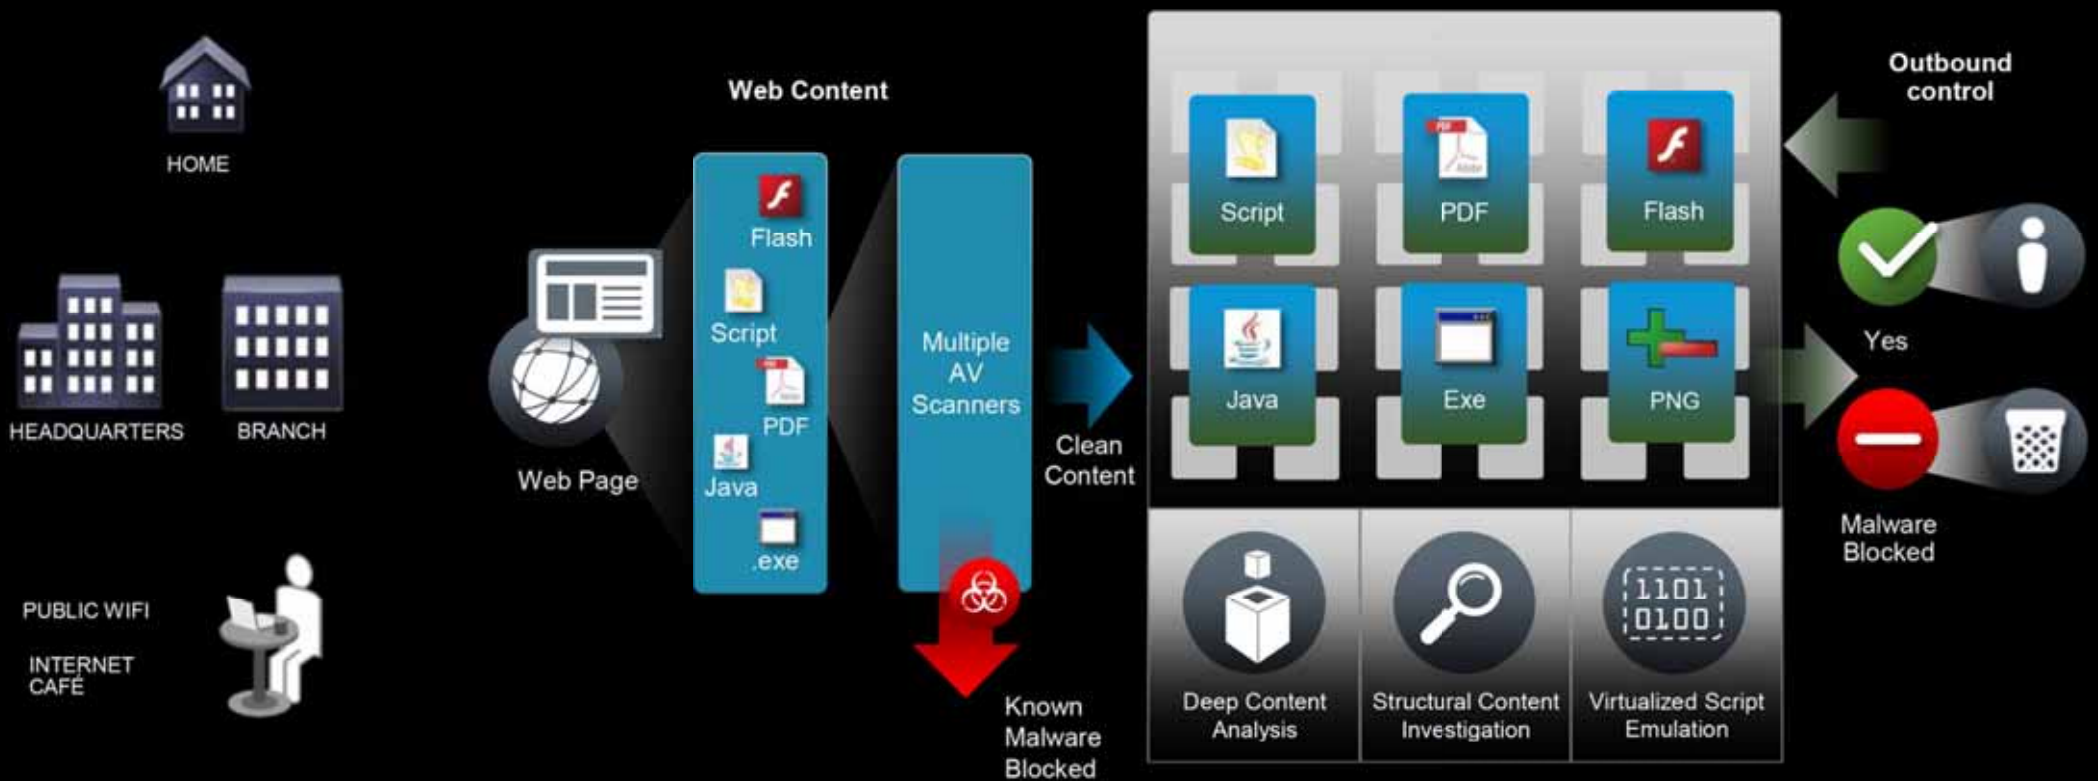 HOME
HEADQUARTERS
BRANCH
PUBLIC WIFI
INTERNET
CAFÉ
Web Page
Web Content
Flash
Script
PDF
Java
.exe
Multiple
AV
Scanners
Known
Malware
Blocked
Clean
Content
Script
PDF
Flash
Java
Exe
PNG
Deep Content
Analysis
Structural Content
Investigation
1101
0100
Virtualized Script
Emulation
Outbound
control
Yes
Malware
Blocked